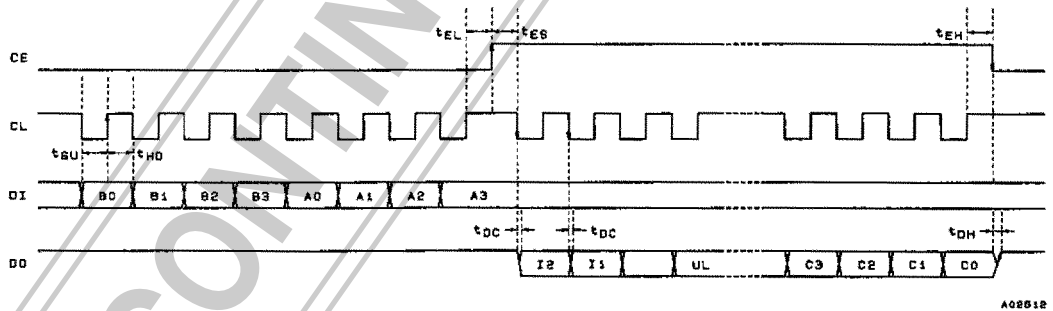 tEL tES tEH
CE
CL
tSU tHD
DI B0 B1 B2 B3 A0 A1 A2 A3
tDC tDC tDH
DO I2 I1 UL C3 C2 C1 C0
A02512
CONTIN